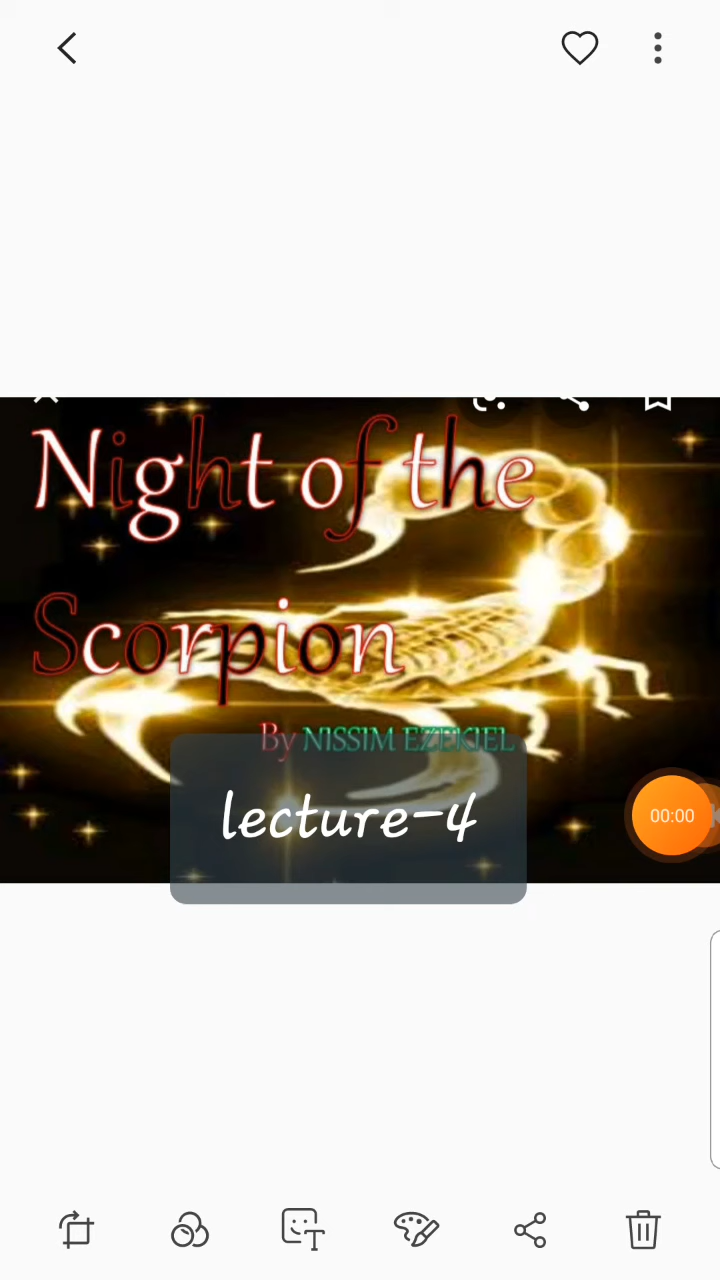 Night of the
Scorpion
By NISSIM EZEKIEL
lecture-4
00:00